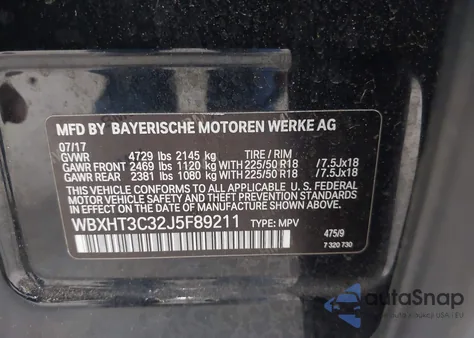 MFD BY BAYERISCHE MOTOREN WERKE AG
07/17
GVWR 4729 lbs 2145 kg TIRE / RIM
GAWR FRONT 2469 lbs 1120 kg WITH 225/50 R18 /7.5Jx18
GAWR REAR 2381 lbs 1080 kg WITH 225/50 R18 /7.5Jx18
THIS VEHICLE CONFORMS TO ALL APPLICABLE U.S. FEDERAL
MOTOR VEHICLE SAFETY, BUMPER, AND THEFT PREVENTION
STANDARDS IN EFFECT ON THE DATE OF MANUFACTURE SHOWN ABOVE.
WBXHT3C32J5F89211 TYPE: MPV
475/9
7 320 730
autoSnap
USA / EU